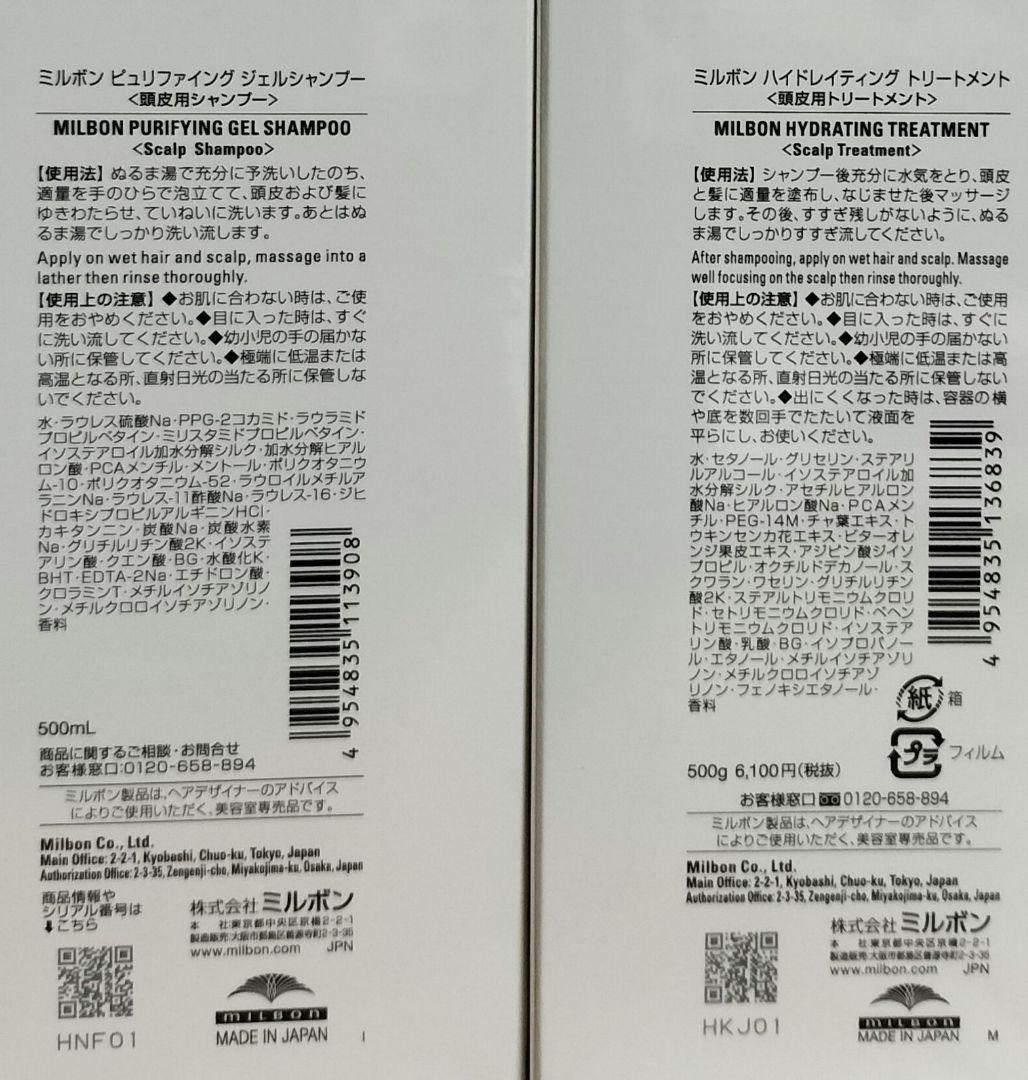 ミルボン ピュリファイング ジェルシャンプー
<頭皮用シャンプー>
MILBON PURIFYING GEL SHAMPOO
<Scalp Shampoo>
【使用法】ぬるま湯で充分に予洗いしたのち、
適量を手のひらで泡立てて、頭皮および髪に
ゆきわたらせ、ていねいに洗います。あとはぬ
るま湯でしっかり洗い流します。
Apply on wet hair and scalp, massage into a
lather then rinse thoroughly.
【使用上の注意】◆お肌に合わない時は、ご使
用をおやめください。◆目に入った時は、すぐ
に洗い流してください。◆幼小児の手の届かな
い所に保管してください。◆極端に低温または
高温となる所、直射日光の当たる所に保管しな
いでください。
水・ラウレス硫酸Na・PPG-2コカミド・ラウラミド
プロピルベタイン・ミリスタミドプロピルベタイン・
イソステアロイル加水分解シルク・加水分解ヒアル
ロン酸・PCAメンチル・メントール・ポリクオタニウ
ム-10・ポリクオタニウム-52・ラウロイルメチルア
ラニンNa・ラウレス-11酢酸Na・ラウレス-16・ジヒ
ドロキシプロピルアルギニンHCl・
カキタンニン・炭酸Na・炭酸水素
Na・グリチルリチン酸2K・イソステ
アリン酸・クエン酸・BG・水酸化K・
BHT・EDTA-2Na・エチドロン酸・
クロラミンT・メチルイソチアゾリノ
ン・メチルクロロイソチアゾリノン・
香料
4 954835 113908
500mL
商品に関するご相談・お問合せ
お客様窓口:0120-658-894
ミルボン製品は、ヘアデザイナーのアドバイス
によりご使用いただく、美容室専売品です。
Milbon Co., Ltd.
Main Office: 2-2-1, Kyobashi, Chuo-ku, Tokyo, Japan
Authorization Office: 2-3-35, Zengenji-cho, Miyakojima-ku, Osaka, Japan
商品情報や
シリアル番号は
⬇こちら
株式会社ミルボン
本 社:東京都中央区京橋2-2-1
製造販売:大阪市都島区善源寺町2-3-35
www.milbon.com JPN
HNF01
milbon
MADE IN JAPAN I
ミルボン ハイドレイティング トリートメント
<頭皮用トリートメント>
MILBON HYDRATING TREATMENT
<Scalp Treatment>
【使用法】シャンプー後充分に水気をとり、頭皮
と髪に適量を塗布し、なじませた後マッサージ
します。その後、すすぎ残しがないように、ぬる
ま湯でしっかりすすぎ流してください。
After shampooing, apply on wet hair and scalp. Massage
well focusing on the scalp then rinse thoroughly.
【使用上の注意】◆お肌に合わない時は、ご使用
をおやめください。◆目に入った時は、すぐに
洗い流してください。◆幼小児の手の届かない
所に保管してください。◆極端に低温または高
温となる所、直射日光の当たる所に保管しない
でください。◆出にくくなった時は、容器の横
や底を数回手でたたいて液面を
平らにし、お使いください。
水・セタノール・グリセリン・ステアリ
ルアルコール・イソステアロイル加
水分解シルク・アセチルヒアルロン
酸Na・ヒアルロン酸Na・PCAメン
チル・PEG-14M・チャ葉エキス・ト
ウキンセンカ花エキス・ビターオレ
ンジ果皮エキス・アジピン酸ジイソ
プロピル・オクチルドデカノール・ス
クワラン・ワセリン・グリチルリチン
酸2K・ステアルトリモニウムクロリ
ド・セトリモニウムクロリド・ベヘン
トリモニウムクロリド・イソステア
リン酸・乳酸・BG・イソプロパノー
ル・エタノール・メチルイソチアゾリ
ノン・メチルクロロイソチアゾ
リノン・フェノキシエタノール・
香料
4 954835 136839
紙 箱
プラ フィルム
500g 6,100円(税抜)
お客様窓口 0120-658-894
ミルボン製品は、ヘアデザイナーのアドバイス
によりご使用いただく、美容室専売品です。
Milbon Co., Ltd.
Main Office: 2-2-1, Kyobashi, Chuo-ku, Tokyo, Japan
Authorization Office: 2-3-35, Zengenji-cho, Miyakojima-ku, Osaka, Japan
株式会社ミルボン
本 社:東京都中央区京橋2-2-1
製造販売:大阪市都島区善源寺町2-3-35
www.milbon.com JPN
HKJ01
milbon
MADE IN JAPAN M